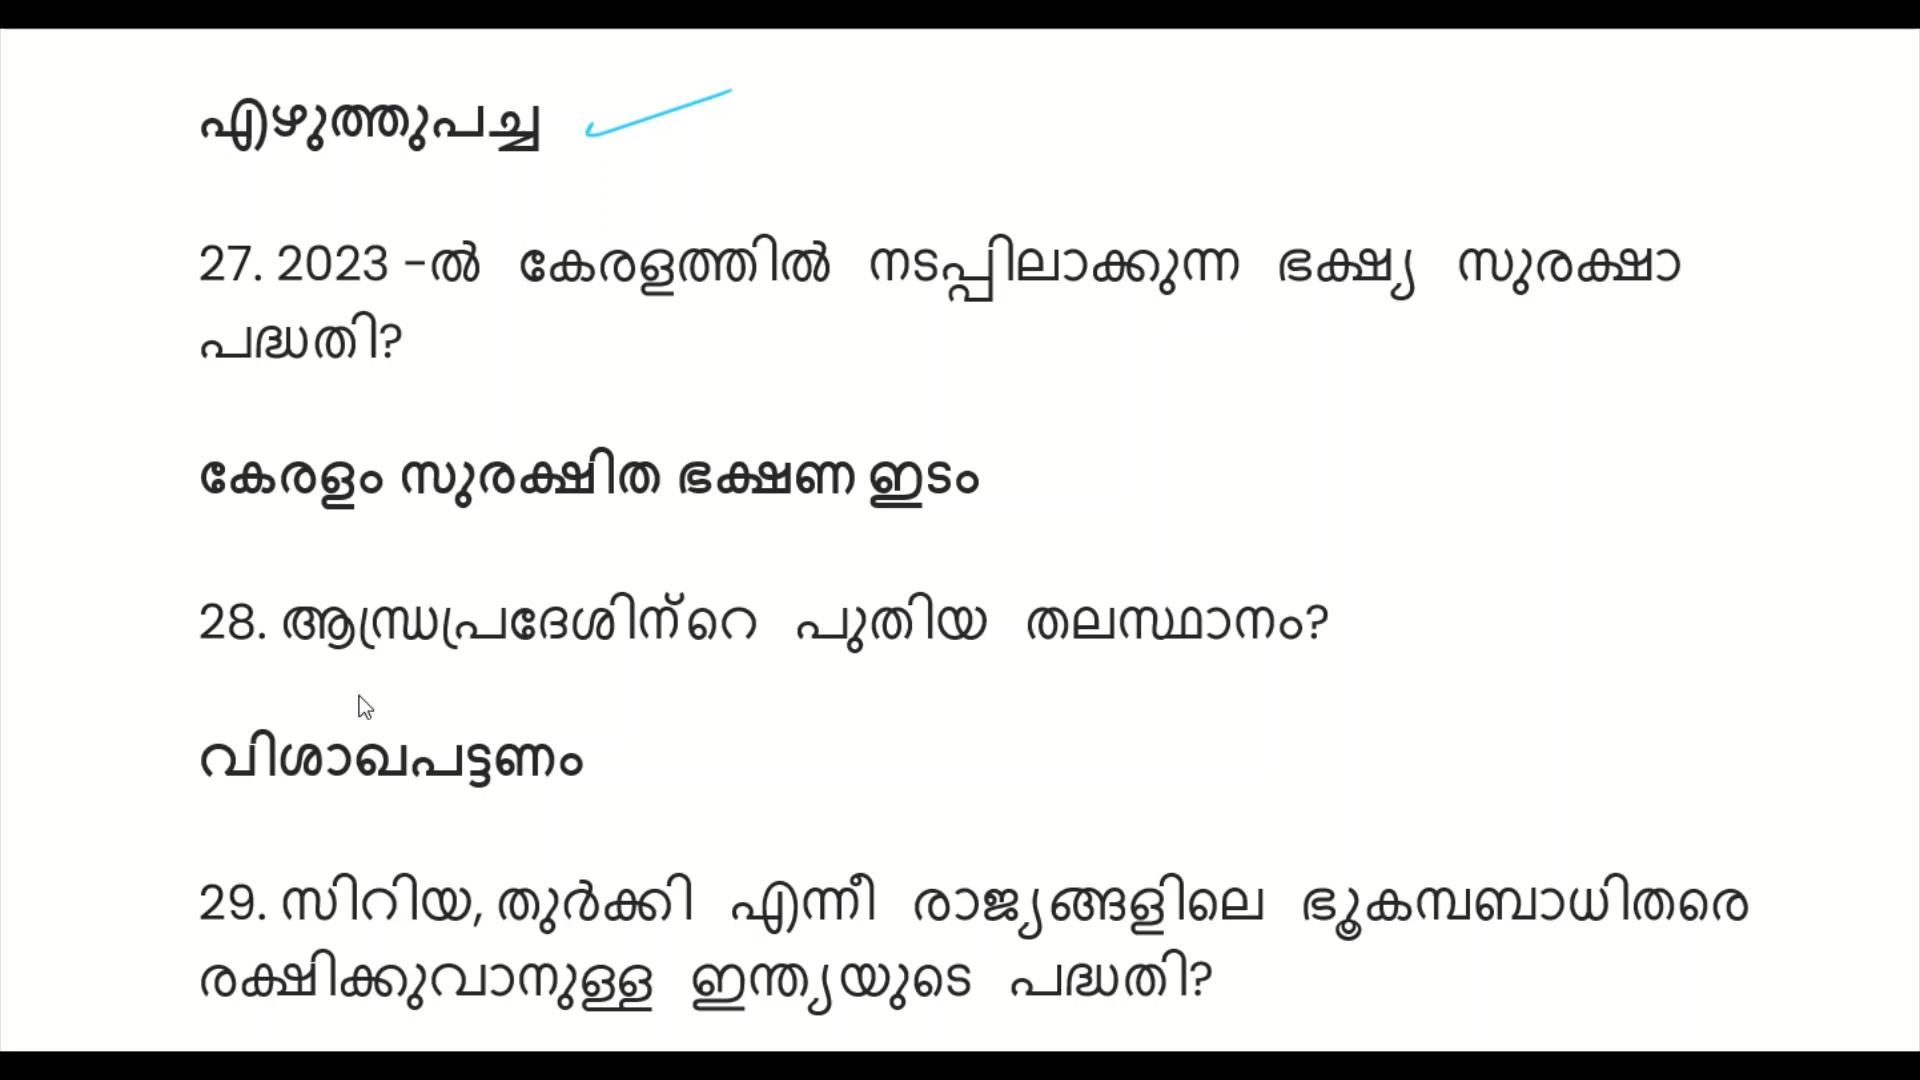 എഴുത്തുപച്ച
27. 2023 -ൽ കേരളത്തിൽ നടപ്പിലാക്കുന്ന ഭക്ഷ്യ സുരക്ഷാ
പദ്ധതി?
കേരളം സുരക്ഷിത ഭക്ഷണ ഇടം
28. ആന്ധ്രപ്രദേശിന്റെ പുതിയ തലസ്ഥാനം?
വിശാഖപട്ടണം
29. സിറിയ, തുർക്കി എന്നീ രാജ്യങ്ങളിലെ ഭൂകമ്പബാധിതരെ
രക്ഷിക്കുവാനുള്ള ഇന്ത്യയുടെ പദ്ധതി?